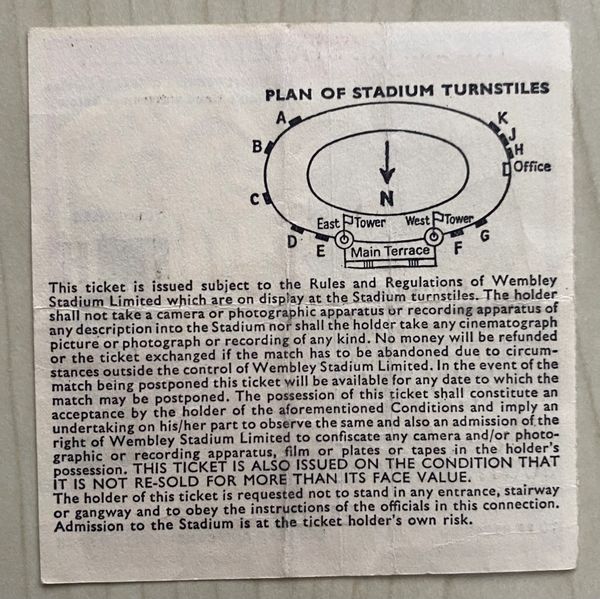 PLAN OF STADIUM TURNSTILES
A
K
J
B
H
Office
N
C
East Tower
West Tower
D
E
F
G
Main Terrace
This ticket is issued subject to the Rules and Regulations of Wembley
Stadium Limited which are on display at the Stadium turnstiles. The holder
shall not take a camera or photographic apparatus or recording apparatus of
any description into the Stadium nor shall the holder take any cinematograph
picture or photograph or recording of any kind. No money will be refunded
or the ticket exchanged if the match has to be abandoned due to circum-
stances outside the control of Wembley Stadium Limited. In the event of the
match being postponed this ticket will be available for any date to which the
match may be postponed. The possession of this ticket shall constitute an
acceptance by the holder of the aforementioned Conditions and imply an
undertaking on his/her part to observe the same and also an admission of the
right of Wembley Stadium Limited to confiscate any camera and/or photo-
graphic or recording apparatus, film or plates or tapes in the holder's
possession. THIS TICKET IS ALSO ISSUED ON THE CONDITION THAT
IT IS NOT RE-SOLD FOR MORE THAN ITS FACE VALUE.
The holder of this ticket is requested not to stand in any entrance, stairway
or gangway and to obey the instructions of the officials in this connection.
Admission to the Stadium is at the ticket holder's own risk.